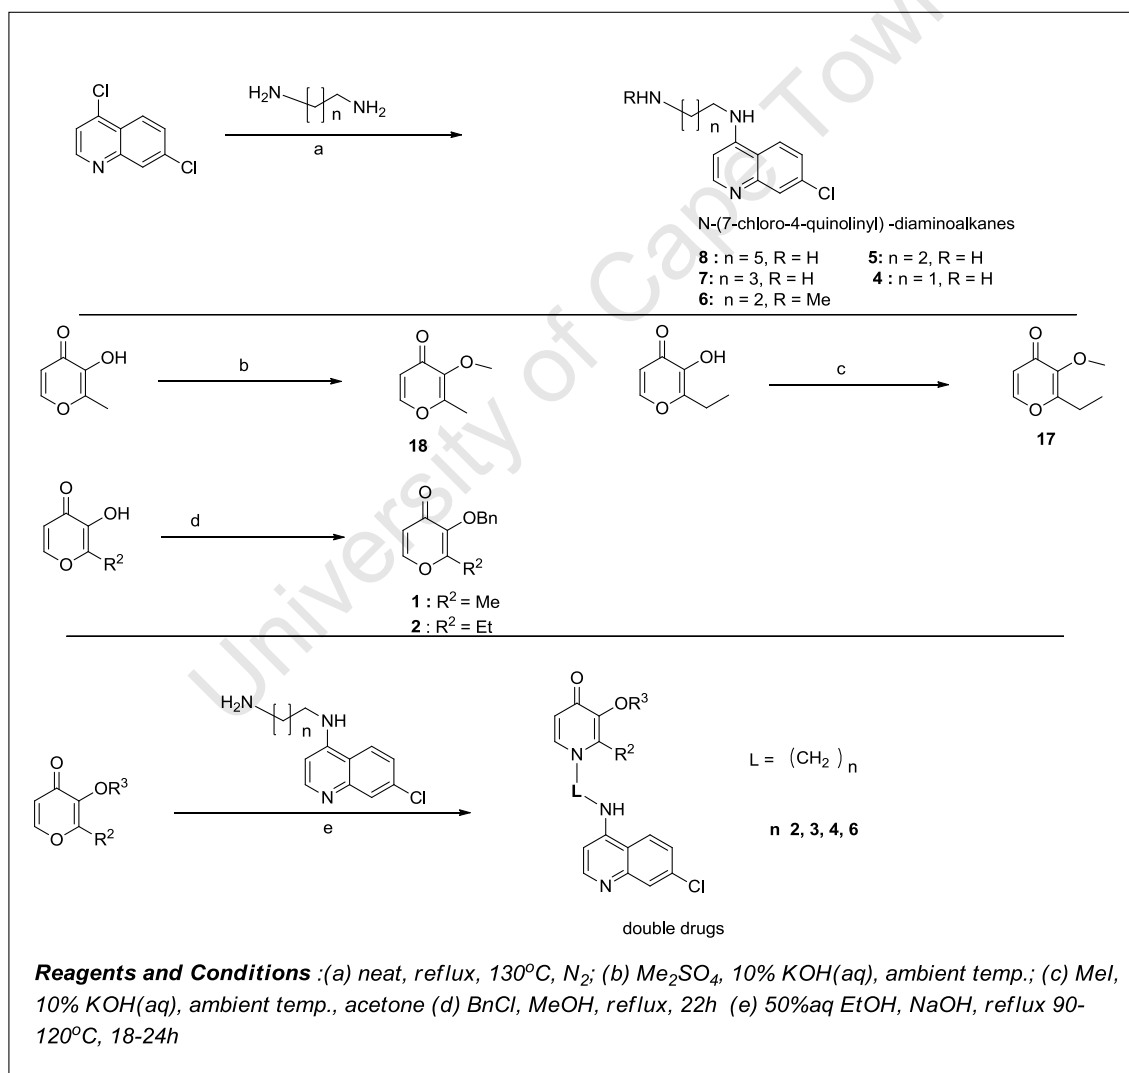 Cl
N
Cl
H2N
n
NH2
a
RHN
n
NH
N
Cl
N-(7-chloro-4-quinolinyl) -diaminoalkanes
8 : n = 5, R = H 5: n = 2, R = H
7: n = 3, R = H 4 : n = 1, R = H
6: n = 2, R = Me
O
OH
O
b
O
O
O
18
O
OH
O
c
O
O
O
17
O
OH
O
R2
d
O
OBn
O
R2
1 : R2 = Me
2 : R2 = Et
O
OR3
O
R2
H2N
n
NH
N
Cl
e
O
OR3
N
R2
L
NH
N
Cl
L = (CH2)n
n 2, 3, 4, 6
double drugs
Reagents and Conditions :(a) neat, reflux, 130oC, N2; (b) Me2SO4, 10% KOH(aq), ambient temp.; (c) MeI,
10% KOH(aq), ambient temp., acetone (d) BnCl, MeOH, reflux, 22h (e) 50%aq EtOH, NaOH, reflux 90-
120oC, 18-24h
University of Cape Town